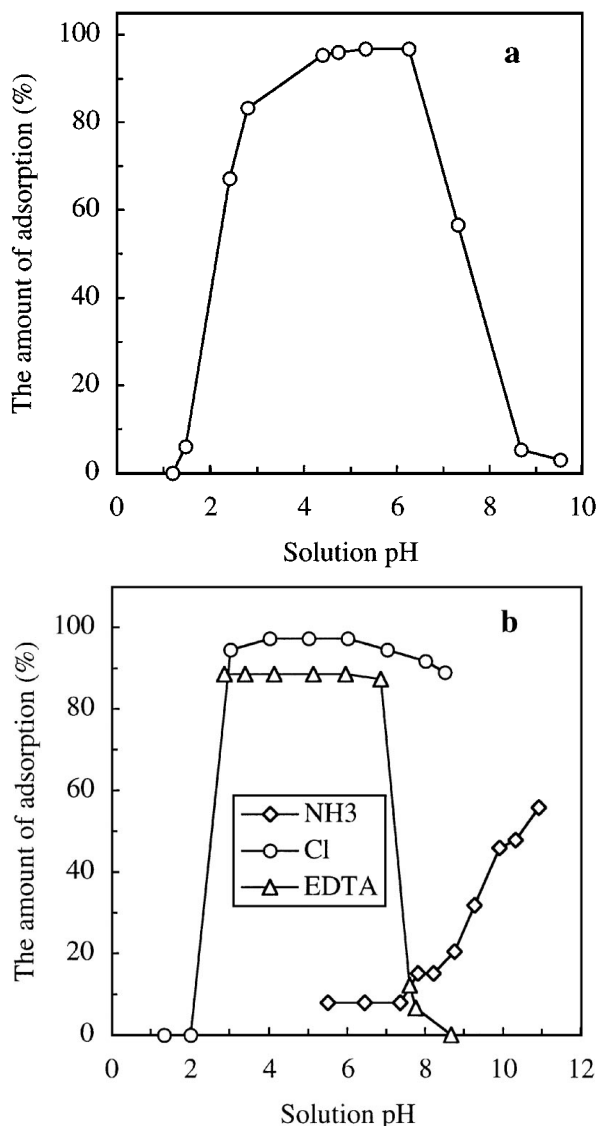 a
The amount of adsorption (%)
100
80
60
40
20
0
0 2 4 6 8 10
Solution pH
b
The amount of adsorption (%)
100
80
60
40
20
0
NH3
Cl
EDTA
0 2 4 6 8 10 12
Solution pH